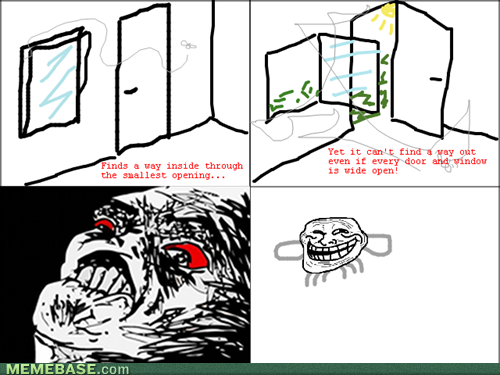 Finds a way inside through
the smallest opening...
Yet it can't find a way out
even if every door and window
is wide open!
MEMEBASE.com